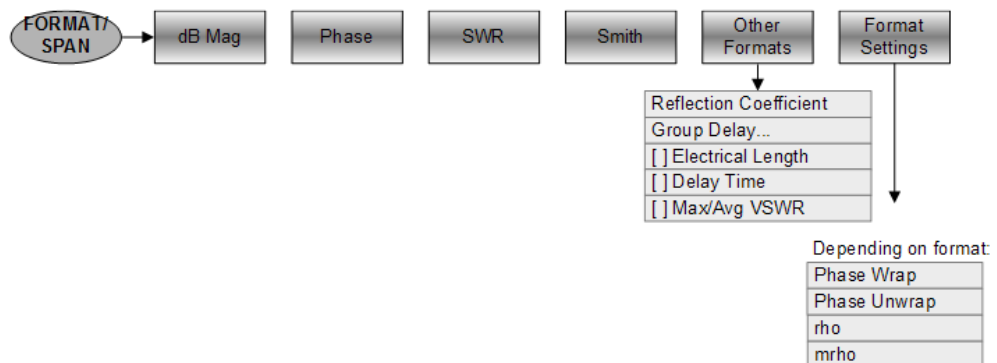 FORMAT/
SPAN
dB Mag
Phase
SWR
Smith
Other
Formats
Format
Settings
Reflection Coefficient
Group Delay...
[ ] Electrical Length
[ ] Delay Time
[ ] Max/Avg VSWR
Depending on format:
Phase Wrap
Phase Unwrap
rho
mrho